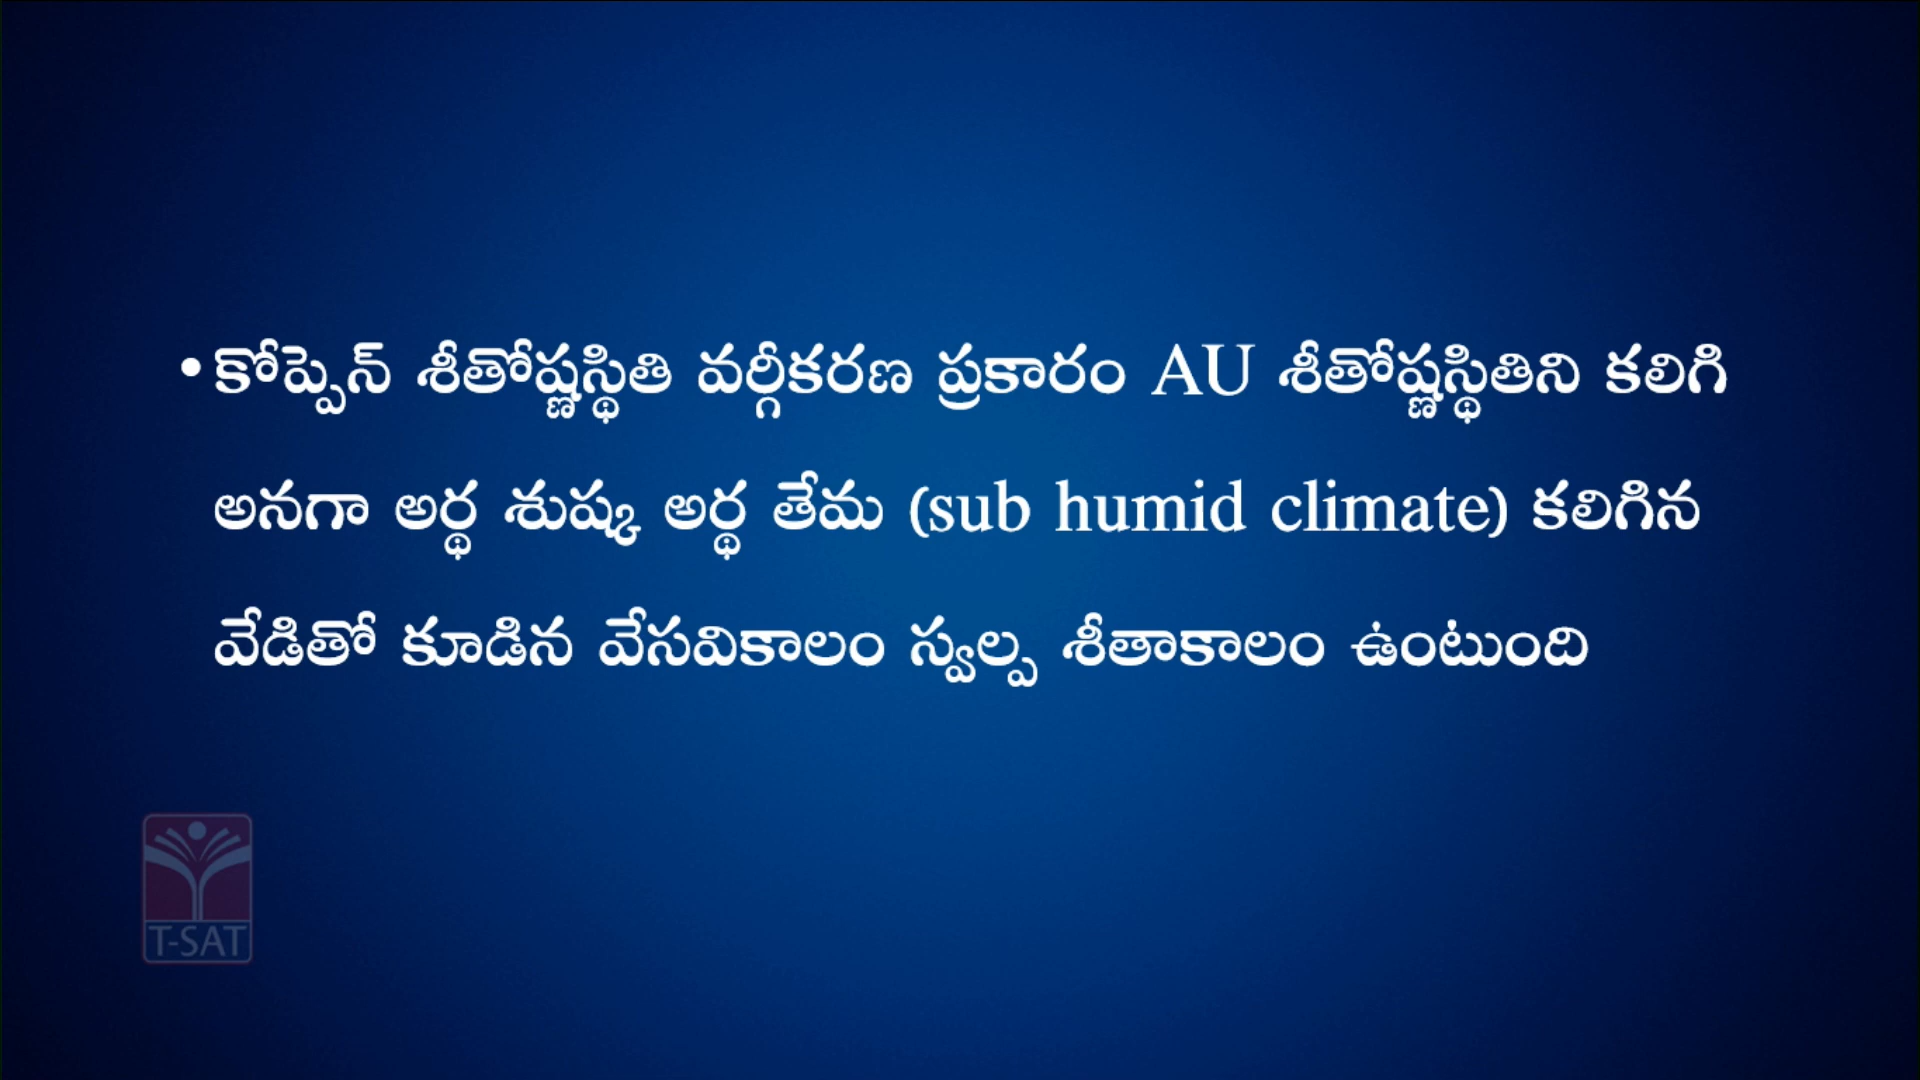 • కోప్పెన్ శీతోష్ణస్థితి వర్గీకరణ ప్రకారం AU శీతోష్ణస్థితిని కలిగి
అనగా అర్థ శుష్క అర్థ తేమ (sub humid climate) కలిగిన
వేడితో కూడిన వేసవికాలం స్వల్ప శీతాకాలం ఉంటుంది
T-SAT